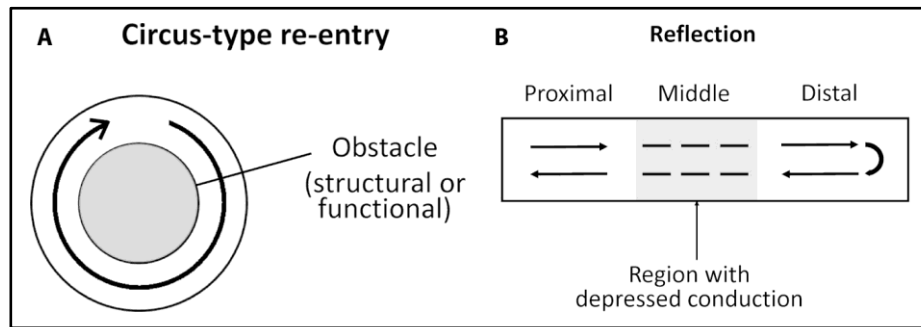 A
Circus-type re-entry
Obstacle
(structural or
functional)
B
Reflection
Proximal
Middle
Distal
Region with
depressed conduction